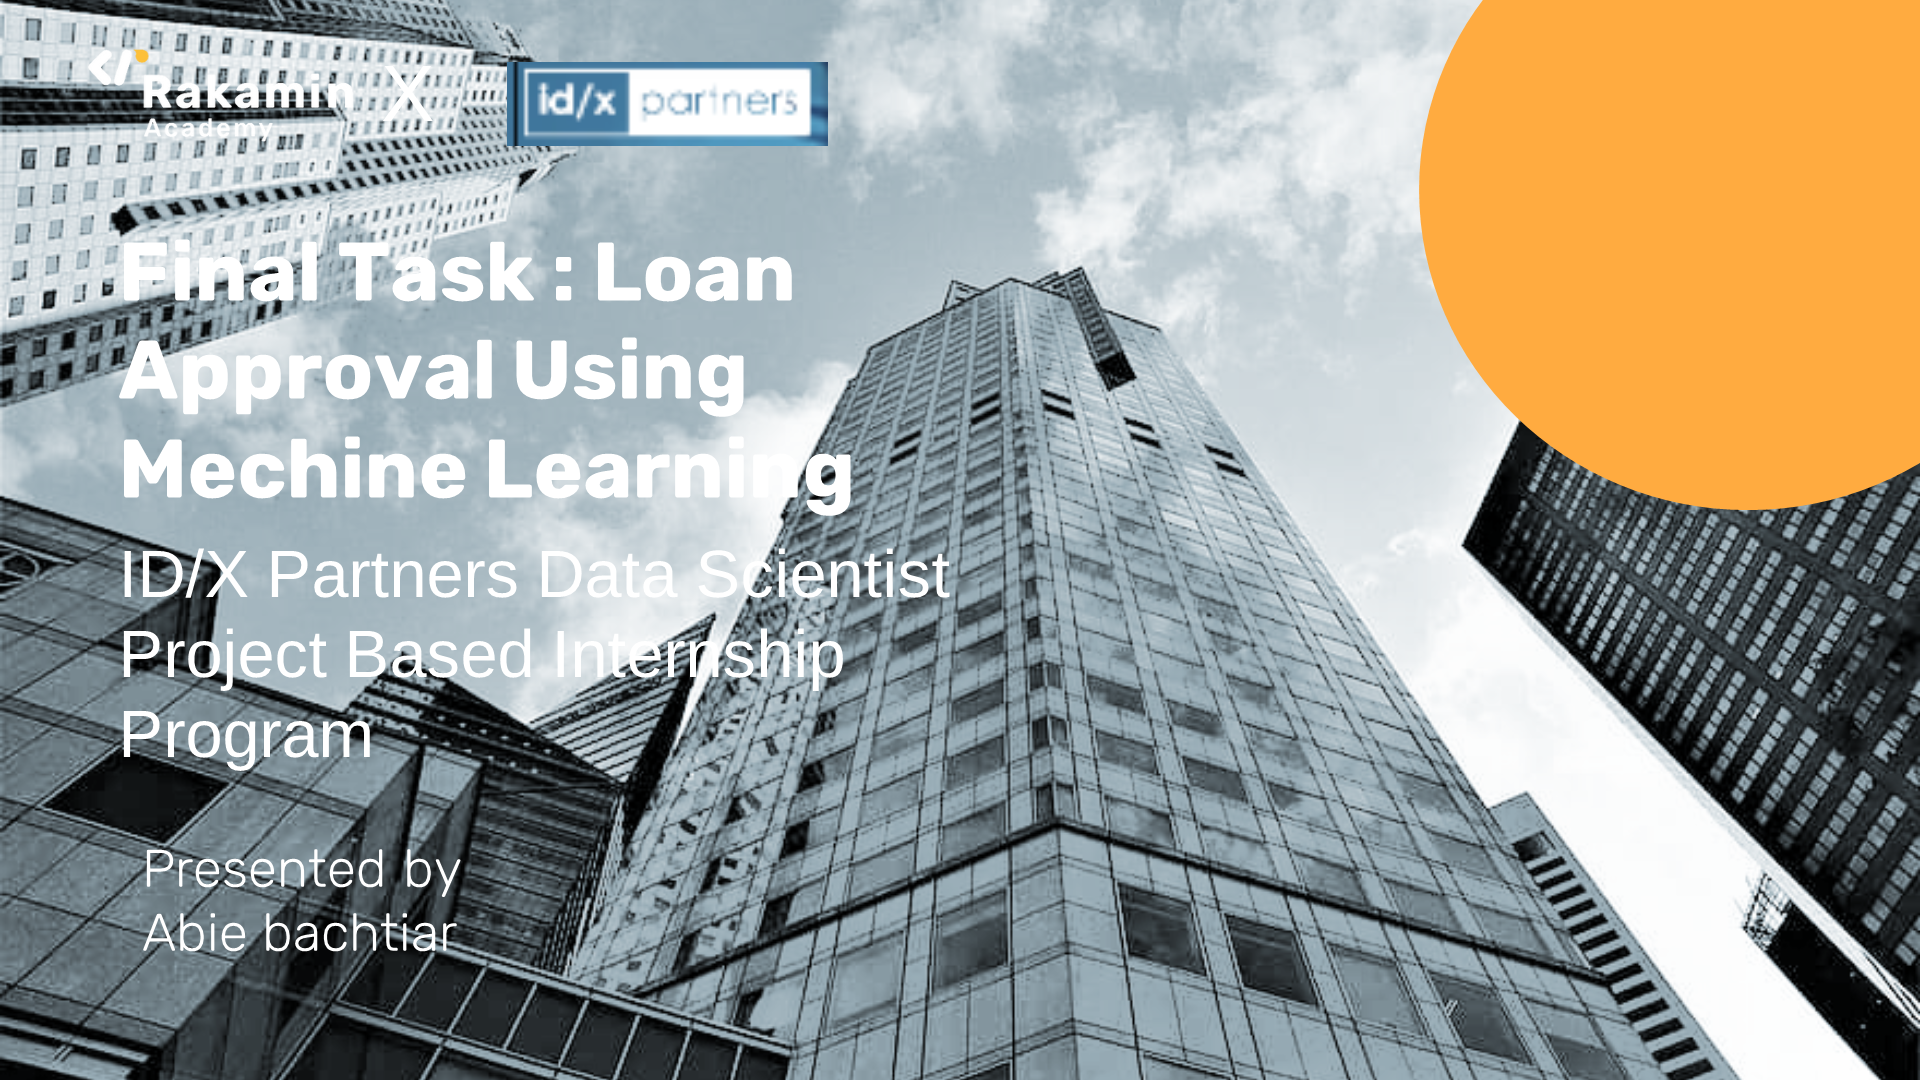 Rakamin
Academy
X
id/x partners
Final Task : Loan
Approval Using
Mechine Learning
ID/X Partners Data Scientist
Project Based Internship
Program
Presented by
Abie bachtiar